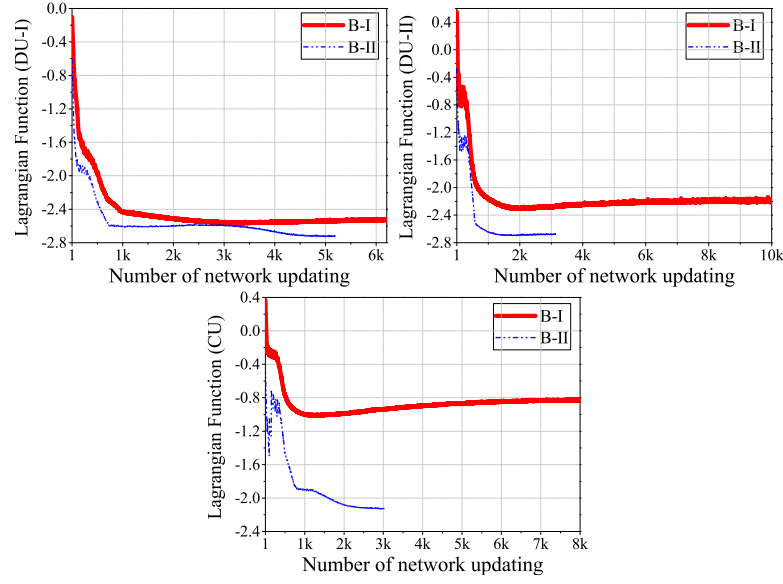 Lagrangian Function (DU-I)
0.0
-0.4
-0.8
-1.2
-1.6
-2.0
-2.4
-2.8
B-I
B-II
1 1k 2k 3k 4k 5k 6k
Number of network updating
Lagrangian Function (DU-II)
0.4
0.0
-0.4
-0.8
-1.2
-1.6
-2.0
-2.4
-2.8
B-I
B-II
1 2k 4k 6k 8k 10k
Number of network updating
Lagrangian Function (CU)
0.4
0.0
-0.4
-0.8
-1.2
-1.6
-2.0
-2.4
B-I
B-II
1 1k 2k 3k 4k 5k 6k 7k 8k
Number of network updating